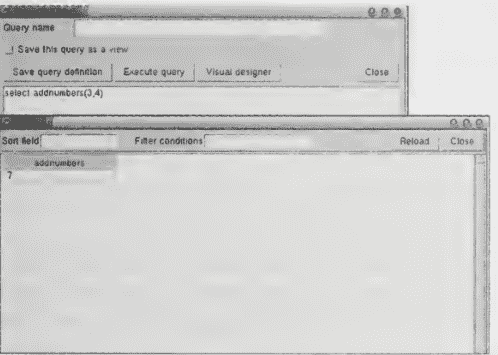 Query name
Save this query as a view
Save query definition Execute query Visual designer Close
select addnumbers(3,4)
Sort field Filter conditions Reload Close
addnumbers
7